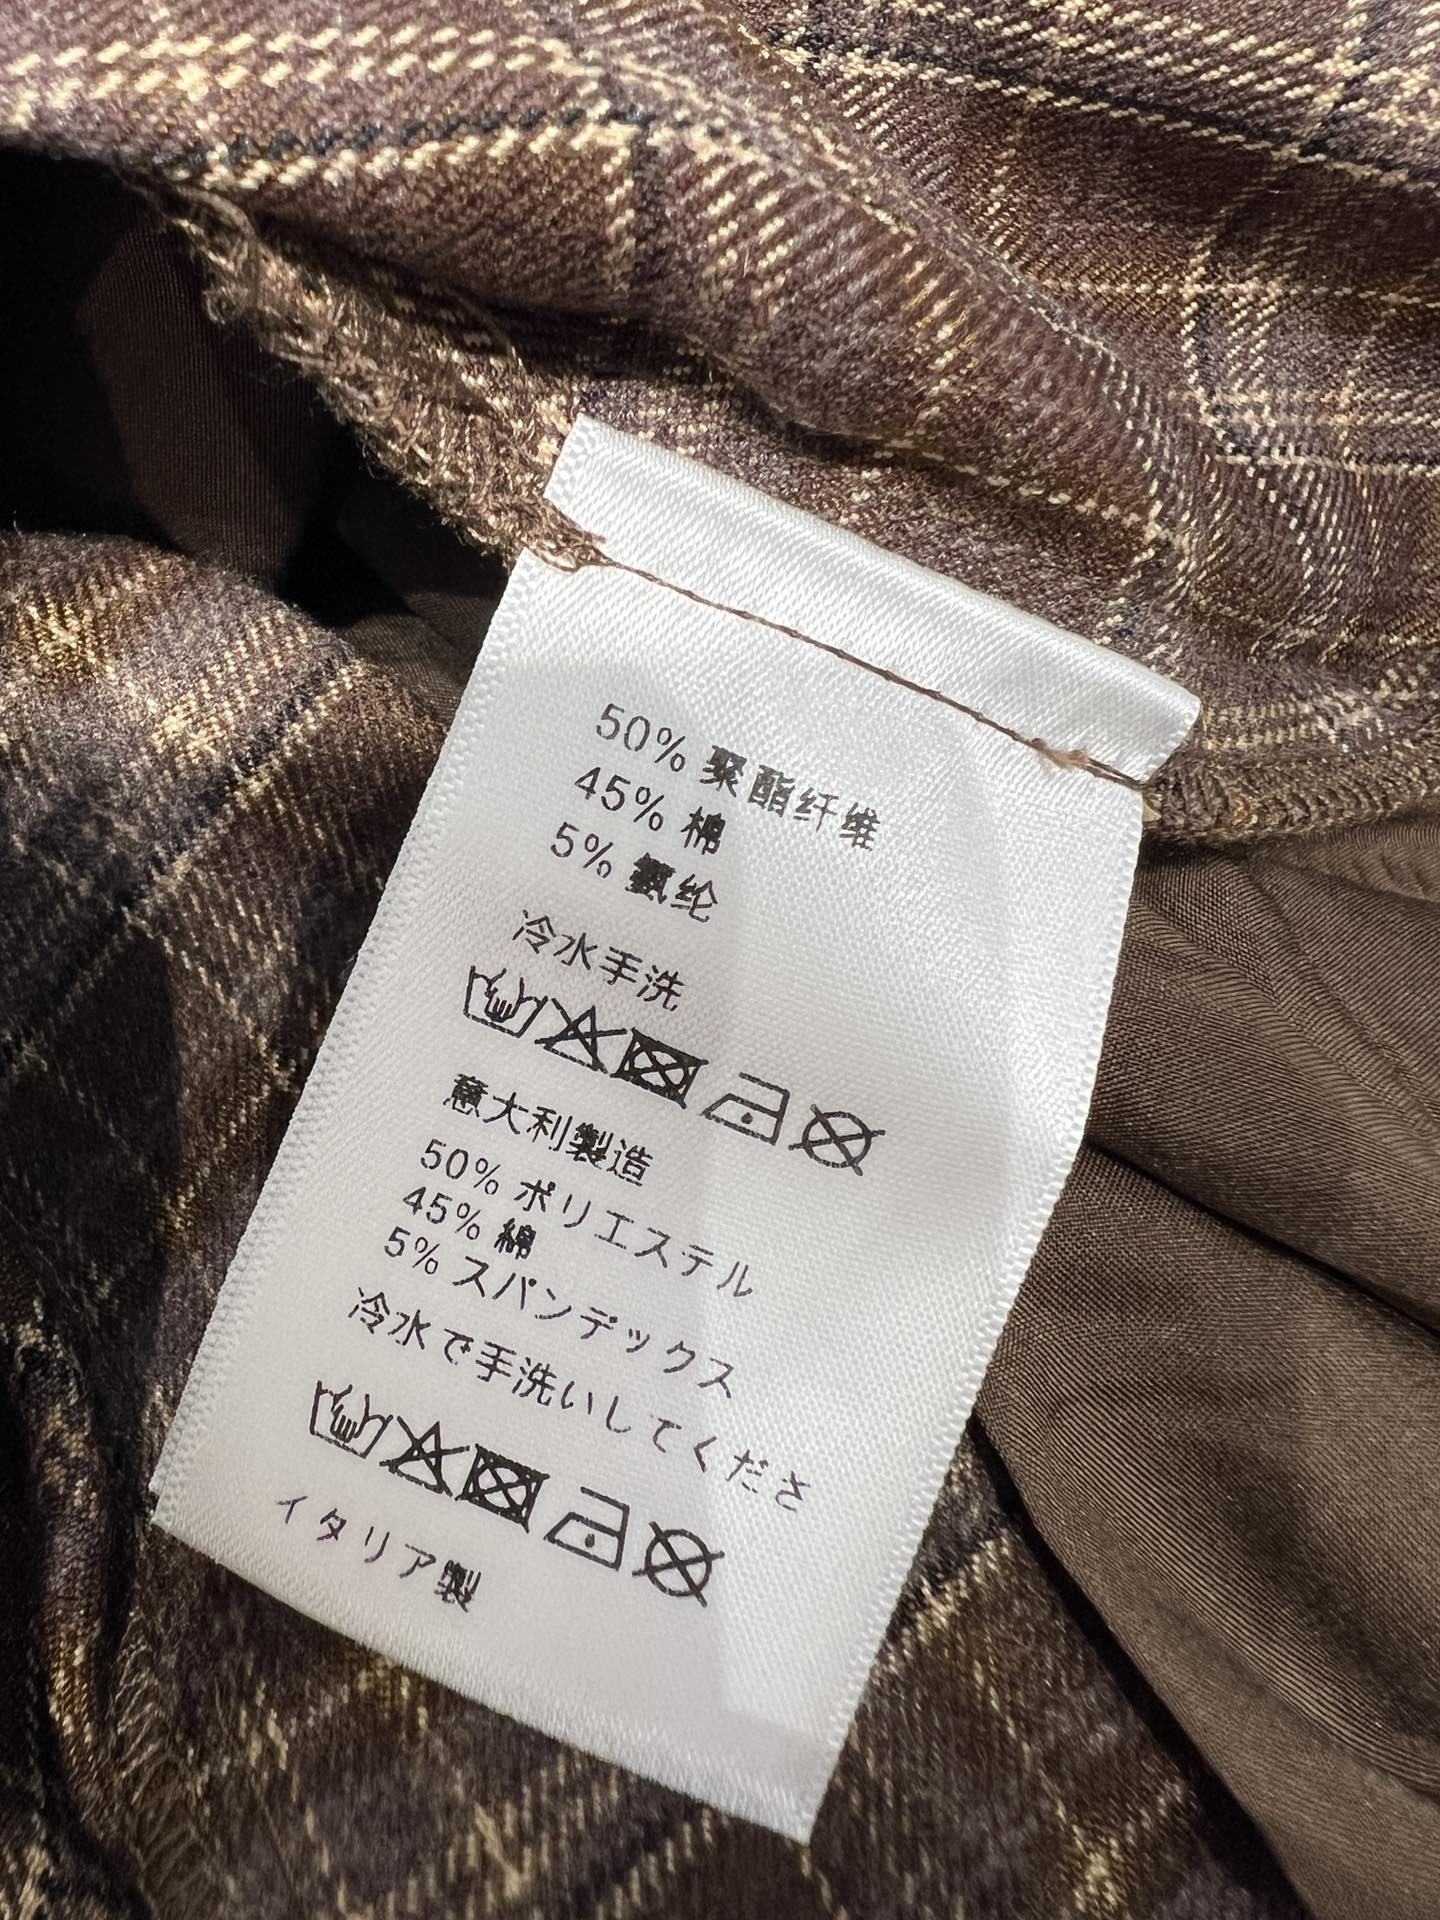 50% 聚酯纤维
45% 棉
5% 氨纶
冷水手洗
意大利製造
50% ポリエステル
45% 綿
5% スパンデックス
冷水で手洗いしてくださ
イタリア製